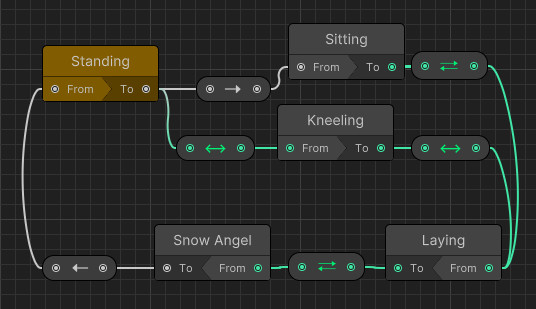 Sitting
From To
Standing
From To
Kneeling
From To
Snow Angel
To From
Laying
To From